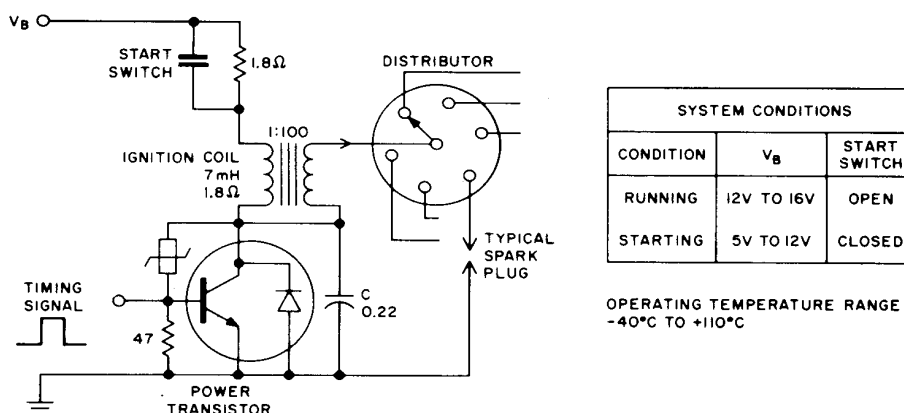 V_B
START
SWITCH
1.8Ω
DISTRIBUTOR
1:100
IGNITION COIL
7mH
1.8Ω
TYPICAL
SPARK
PLUG
C
0.22
TIMING
SIGNAL
47
POWER
TRANSISTOR
SYSTEM CONDITIONS
CONDITION V_B START SWITCH
RUNNING 12V TO 16V OPEN
STARTING 5V TO 12V CLOSED
OPERATING TEMPERATURE RANGE
-40°C TO +110°C